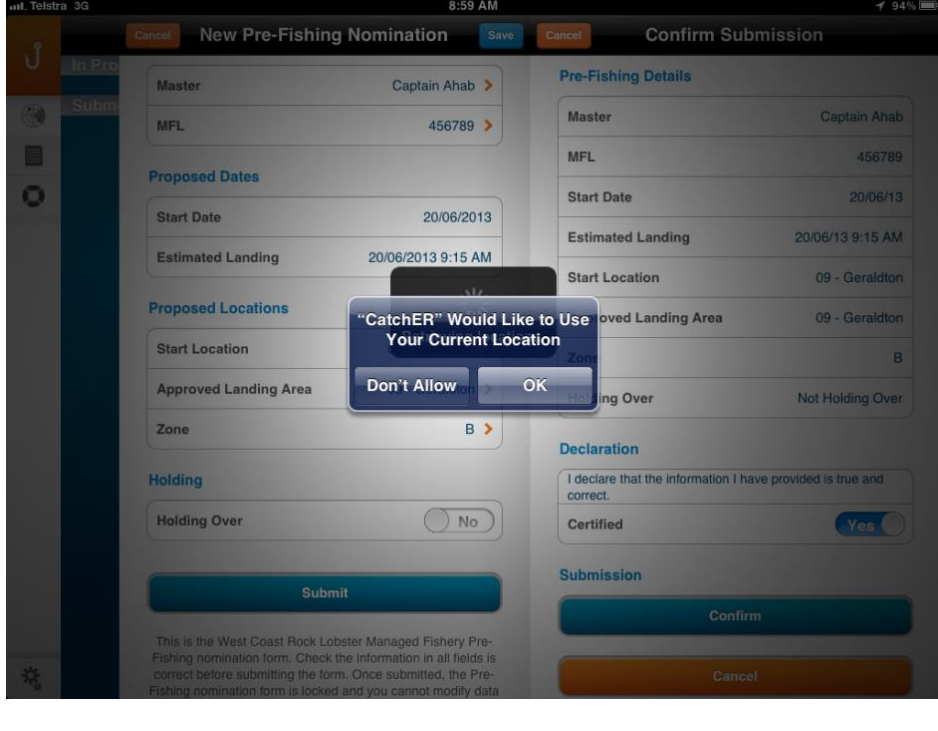 Telstra 3G
8:59 AM
94%
Cancel
New Pre-Fishing Nomination
Save
In Pro
Subm
Master
Captain Ahab
MFL
456789
Proposed Dates
Start Date
20/06/2013
Estimated Landing
20/06/2013 9:15 AM
Proposed Locations
Start Location
Approved Landing Area
Zone
B
Holding
Holding Over
No
Submit
This is the West Coast Rock Lobster Managed Fishery Pre-
Fishing nomination form. Check the information in all fields is
correct before submitting the form. Once submitted, the Pre-
Fishing nomination form is locked and you cannot modify data
“CatchER” Would Like to Use
Your Current Location
Don’t Allow
OK
Cancel
Confirm Submission
Pre-Fishing Details
Master
Captain Ahab
MFL
456789
Start Date
20/06/13
Estimated Landing
20/06/13 9:15 AM
Start Location
09 - Geraldton
oved Landing Area
09 - Geraldton
Zone
B
Holding Over
Not Holding Over
Declaration
I declare that the information I have provided is true and
correct.
Certified
Yes
Submission
Confirm
Cancel